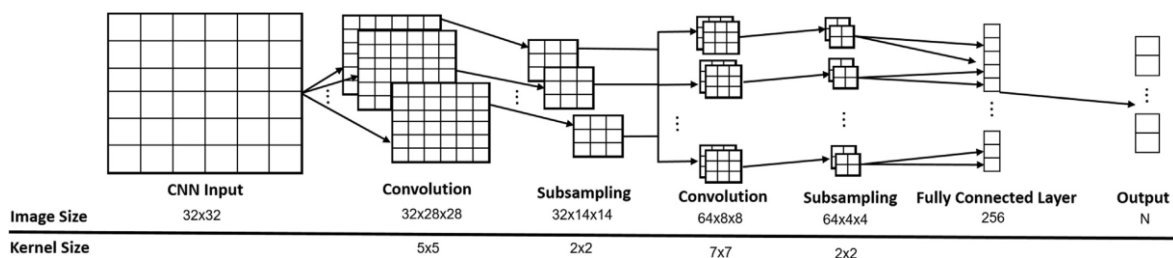 CNN Input Convolution Subsampling Convolution Subsampling Fully Connected Layer Output
Image Size 32x32 32x28x28 32x14x14 64x8x8 64x4x4 256 N
Kernel Size 5x5 2x2 7x7 2x2